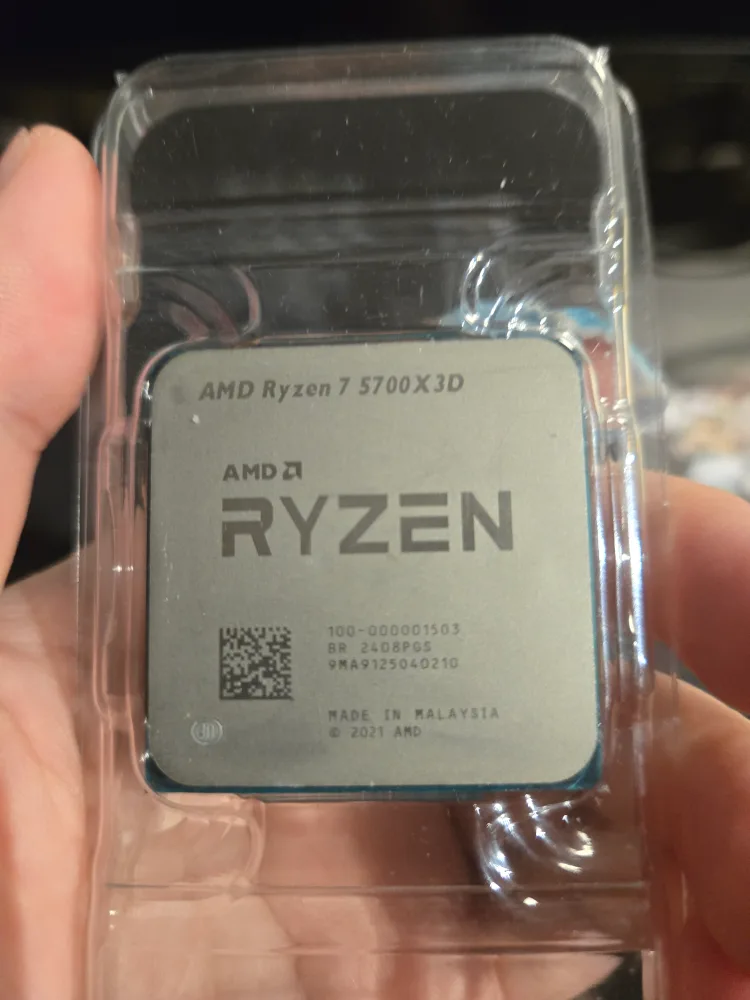 AMD Ryzen 7 5700X3D
AMD
RYZEN
100-000001503
BR 2408PGS
9MA9125040210
MADE IN MALAYSIA
© 2021 AMD